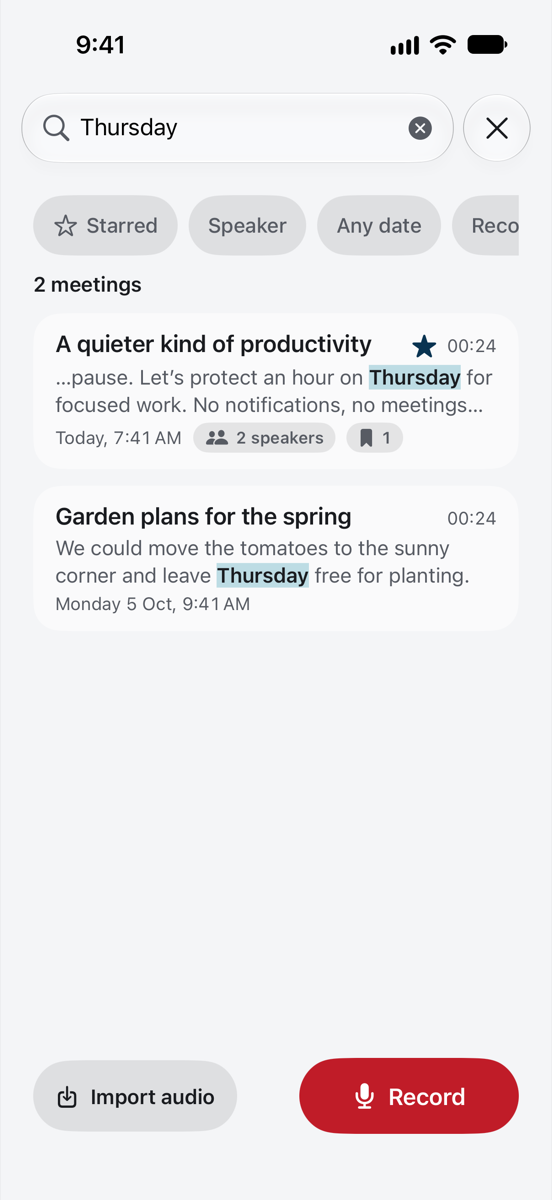 9:41
Thursday
Starred
Speaker
Any date
Reco
2 meetings
A quieter kind of productivity 00:24
...pause. Let’s protect an hour on Thursday for
focused work. No notifications, no meetings...
Today, 7:41 AM 2 speakers 1
Garden plans for the spring 00:24
We could move the tomatoes to the sunny
corner and leave Thursday free for planting.
Monday 5 Oct, 9:41 AM
Import audio
Record